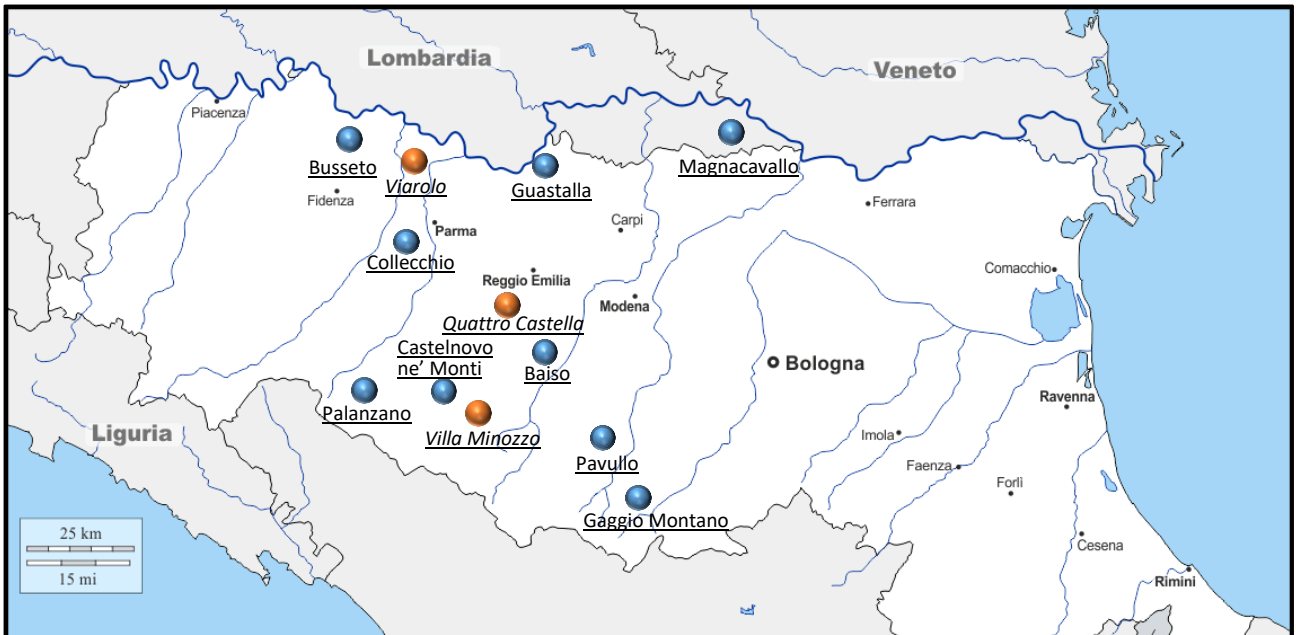 Lombardia
Veneto
Piacenza
Busseto
Viarolo
Guastalla
Magnacavallo
Fidenza
Ferrara
Carpi
Parma
Collecchio
Comacchio
Reggio Emilia
Modena
Quattro Castella
Castelnovo
ne’ Monti
Baiso
Bologna
Palanzano
Ravenna
Liguria
Villa Minozzo
Imola
Pavullo
Faenza
Forlì
Gaggio Montano
25 km
15 mi
Cesena
Rimini